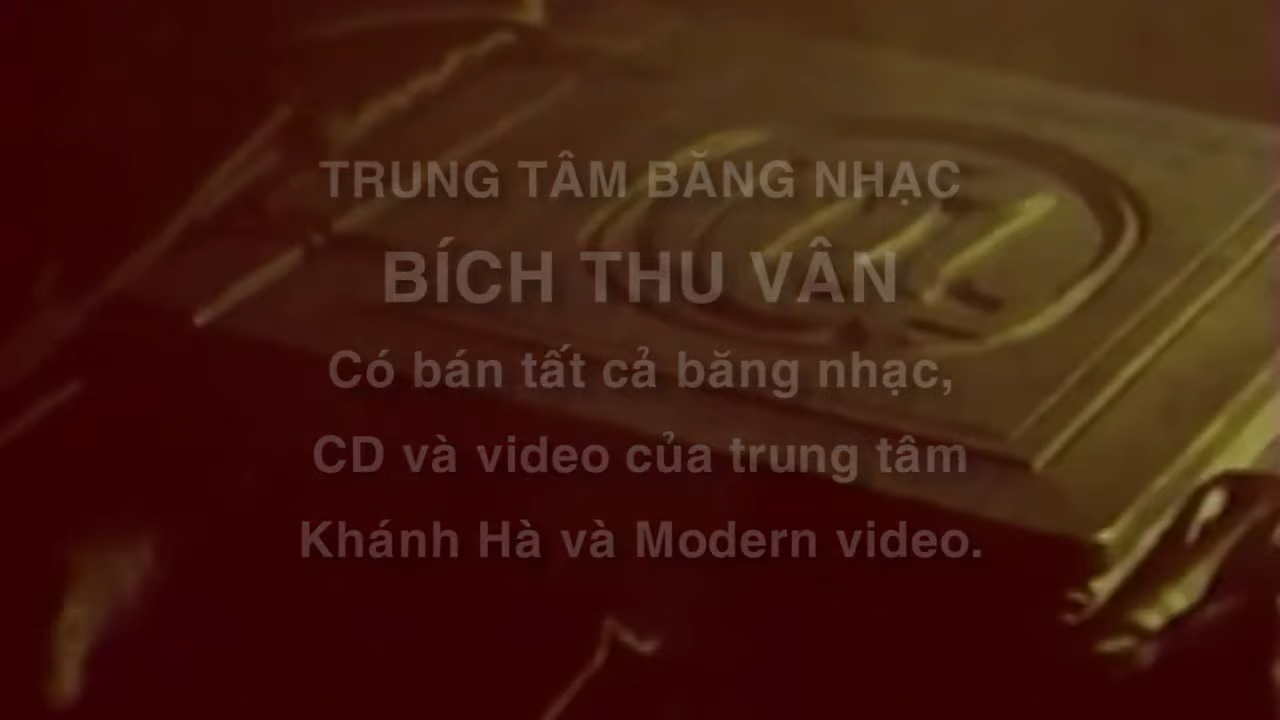 TRUNG TÂM BĂNG NHẠC
BÍCH THU VÂN
Có bán tất cả băng nhạc,
CD và video của trung tâm
Khánh Hà và Modern video.